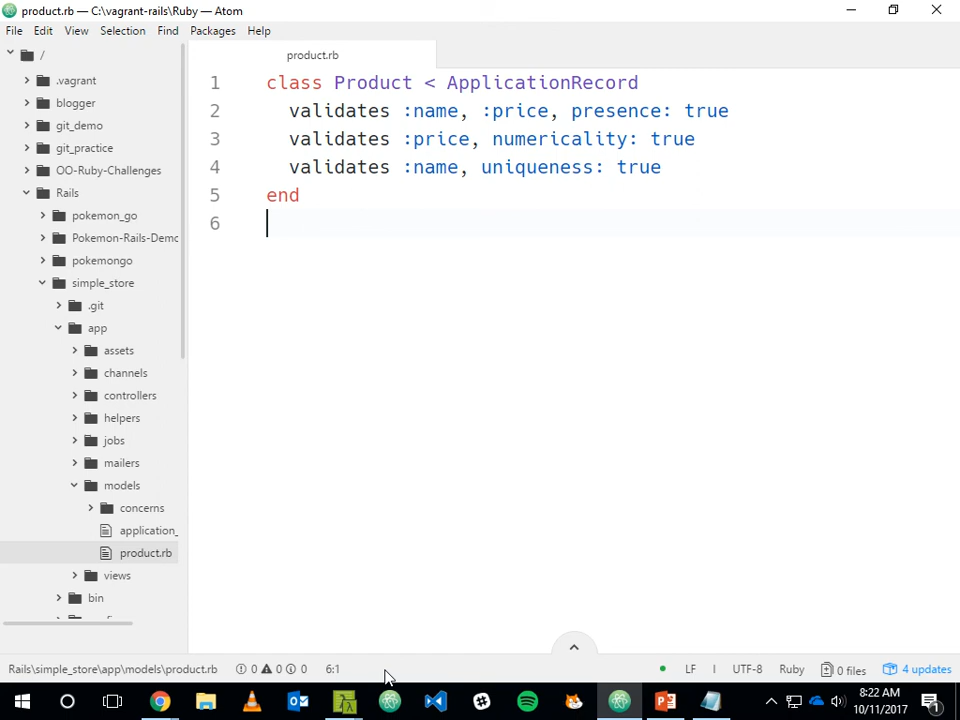 product.rb — C:\vagrant-rails\Ruby — Atom
File Edit View Selection Find Packages Help
/
.vagrant
blogger
git_demo
git_practice
OO-Ruby-Challenges
Rails
pokemon_go
Pokemon-Rails-Demo
pokemongo
simple_store
.git
app
assets
channels
controllers
helpers
jobs
mailers
models
concerns
application_
product.rb
views
bin
product.rb
1 class Product < ApplicationRecord
2 validates :name, :price, presence: true
3 validates :price, numericality: true
4 validates :name, uniqueness: true
5 end
6
Rails\simple_store\app\models\product.rb 0 0 0 6:1 LF UTF-8 Ruby 0 files 4 updates
8:22 AM
10/11/2017
1